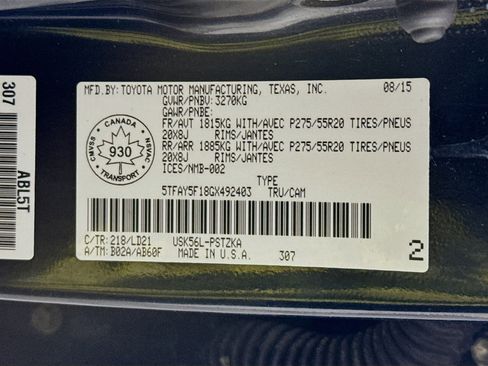 MFD.BY: TOYOTA MOTOR MANUFACTURING, TEXAS, INC. 08/15
GVWR/PNBV: 3270KG
GAWR/PNBE:
FR/AVT 1815KG WITH/AVEC P275/55R20 TIRES/PNEUS
20X8J RIMS/JANTES
RR/ARR 1885KG WITH/AVEC P275/55R20 TIRES/PNEUS
20X8J RIMS/JANTES
ICES/NMB-002
TYPE
5TFAY5F18GX492403 TRU/CAM
C/TR: 218/LD21 USK56L-PSTZKA
A/TM: B02A/AB60F MADE IN U.S.A. 307
2
CANADA
CMVSS
930
NSVAC
TRANSPORT
307
ABL5T